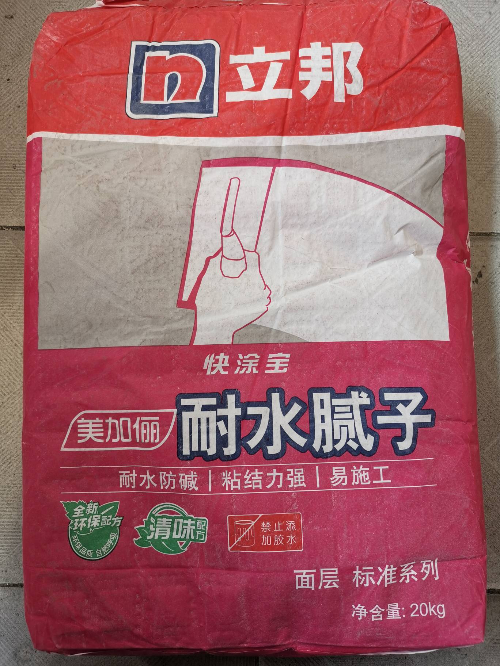 n 立邦
快涂宝
美加俪 耐水腻子
耐水防碱 | 粘结力强 | 易施工
全新
环保配方
清味配方
禁止添
加胶水
面层 标准系列
净含量: 20kg